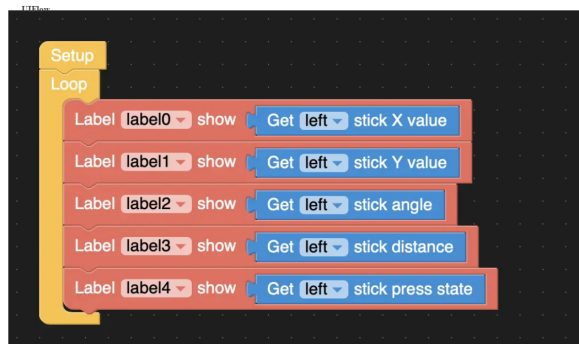 UIFlow
Setup
Loop
Label label0 show Get left stick X value
Label label1 show Get left stick Y value
Label label2 show Get left stick angle
Label label3 show Get left stick distance
Label label4 show Get left stick press state